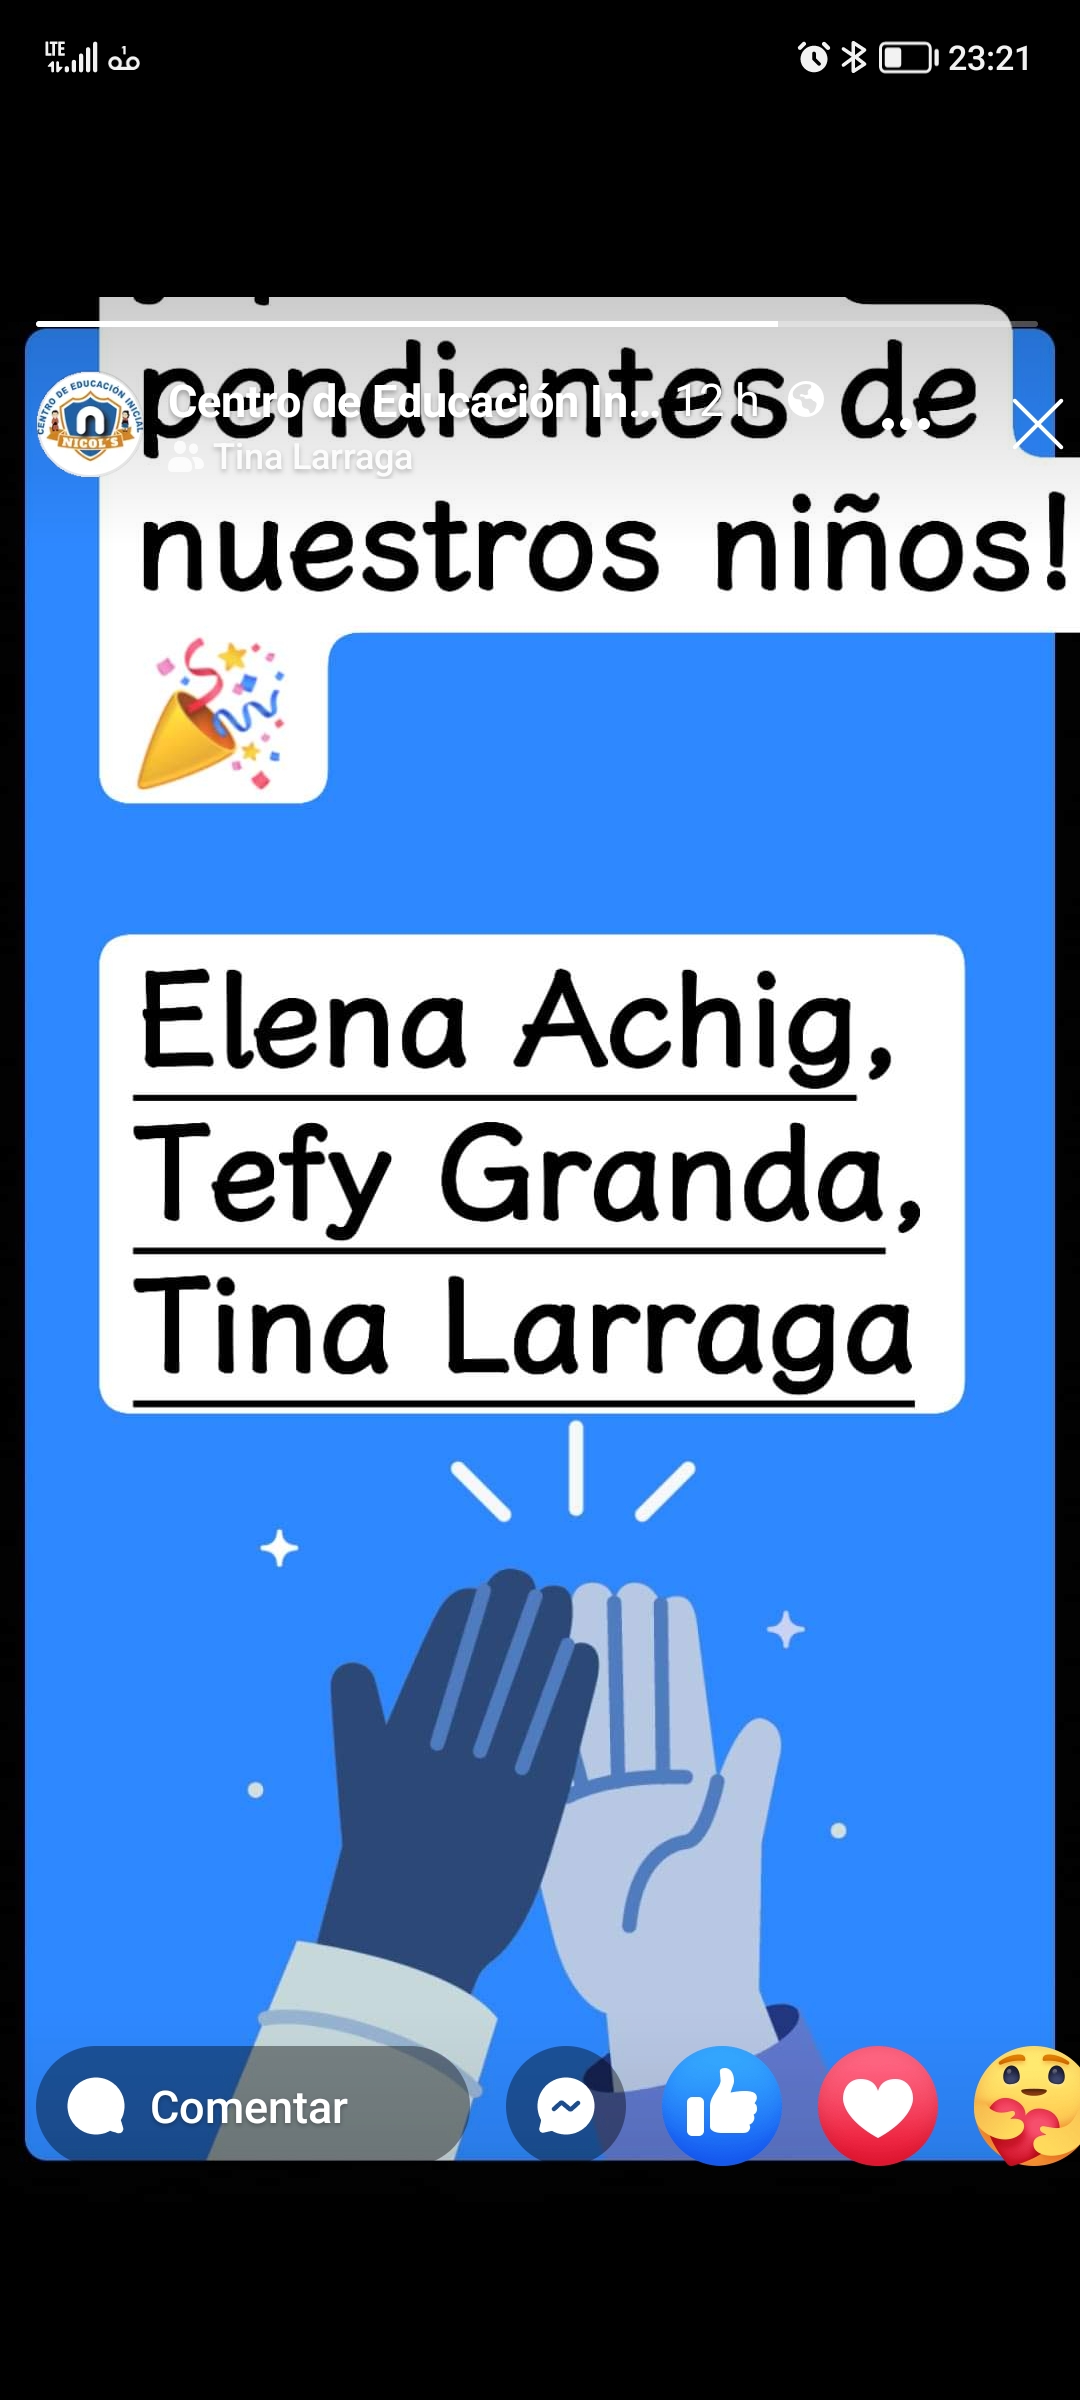 LTE
1
23:21
pendientes de
Centro de Educación In... 12 h
Tina Larraga
CENTRO DE EDUCACIÓN INICIAL
NICOL'S
nuestros niños!
Elena Achig,
Tefy Granda,
Tina Larraga
Comentar